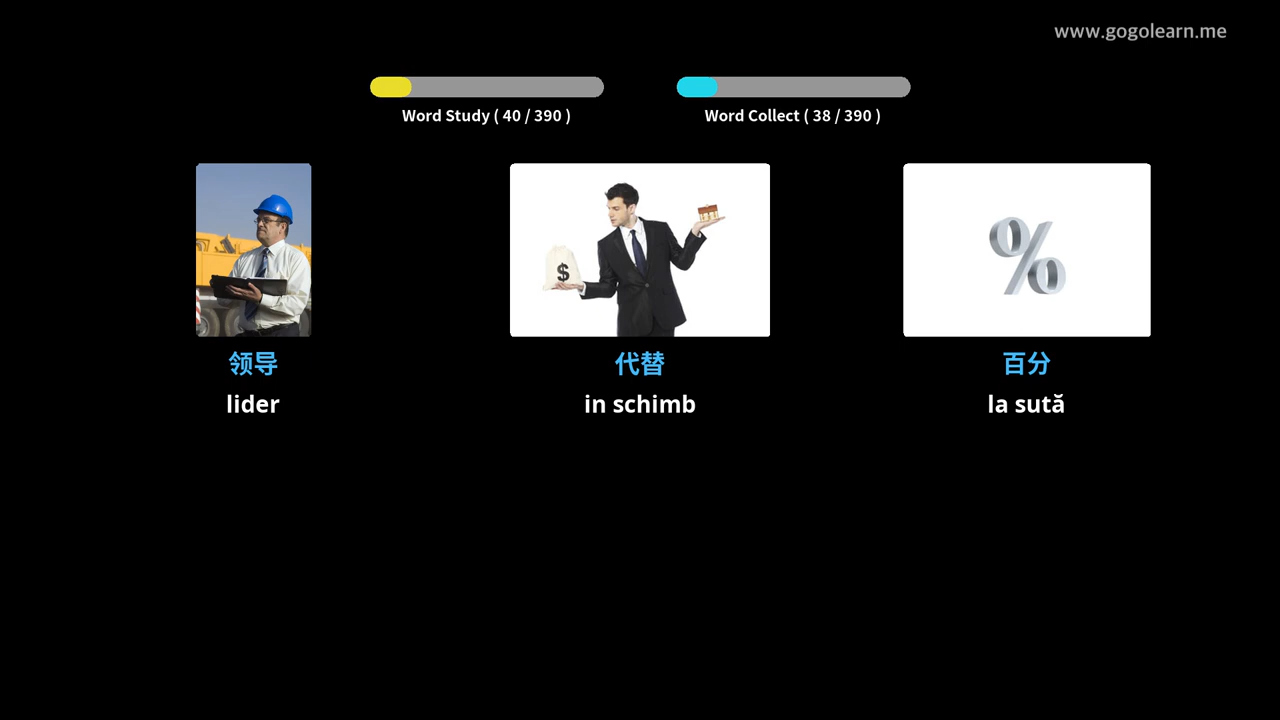 www.gogolearn.me
Word Study ( 40 / 390 )
Word Collect ( 38 / 390 )
$
%
领导
代替
百分
lider
in schimb
la sută